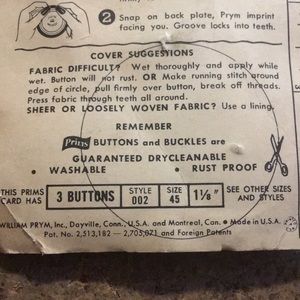 2 Snap on back plate, Prym imprint
facing you. Groove locks into teeth.
COVER SUGGESTIONS
FABRIC DIFFICULT? Wet thoroughly and apply while
wet. Button will not rust. OR Make running stitch around
edge of circle, pull firmly over button, break off threads.
Press fabric through teeth all around.
SHEER OR LOOSELY WOVEN FABRIC? Use a lining.
REMEMBER
Prims BUTTONS and BUCKLES are
GUARANTEED DRYCLEANABLE
• WASHABLE • RUST PROOF
THIS PRIMS CARD HAS
3 BUTTONS
STYLE 002
SIZE 45
1⅛"
SEE OTHER SIZES AND STYLES
WILLIAM PRYM, Inc., Dayville, Conn., U.S.A. and Montreal, Can. • Made in U.S.A.
Pat. No. 2,513,182 — 2,705,071 and Foreign Patents